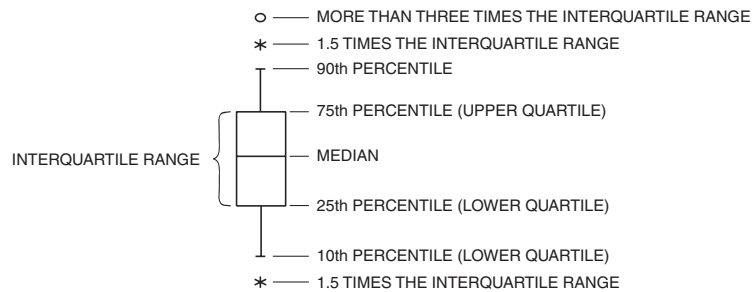 MORE THAN THREE TIMES THE INTERQUARTILE RANGE
1.5 TIMES THE INTERQUARTILE RANGE
90th PERCENTILE
75th PERCENTILE (UPPER QUARTILE)
INTERQUARTILE RANGE
MEDIAN
25th PERCENTILE (LOWER QUARTILE)
10th PERCENTILE (LOWER QUARTILE)
1.5 TIMES THE INTERQUARTILE RANGE